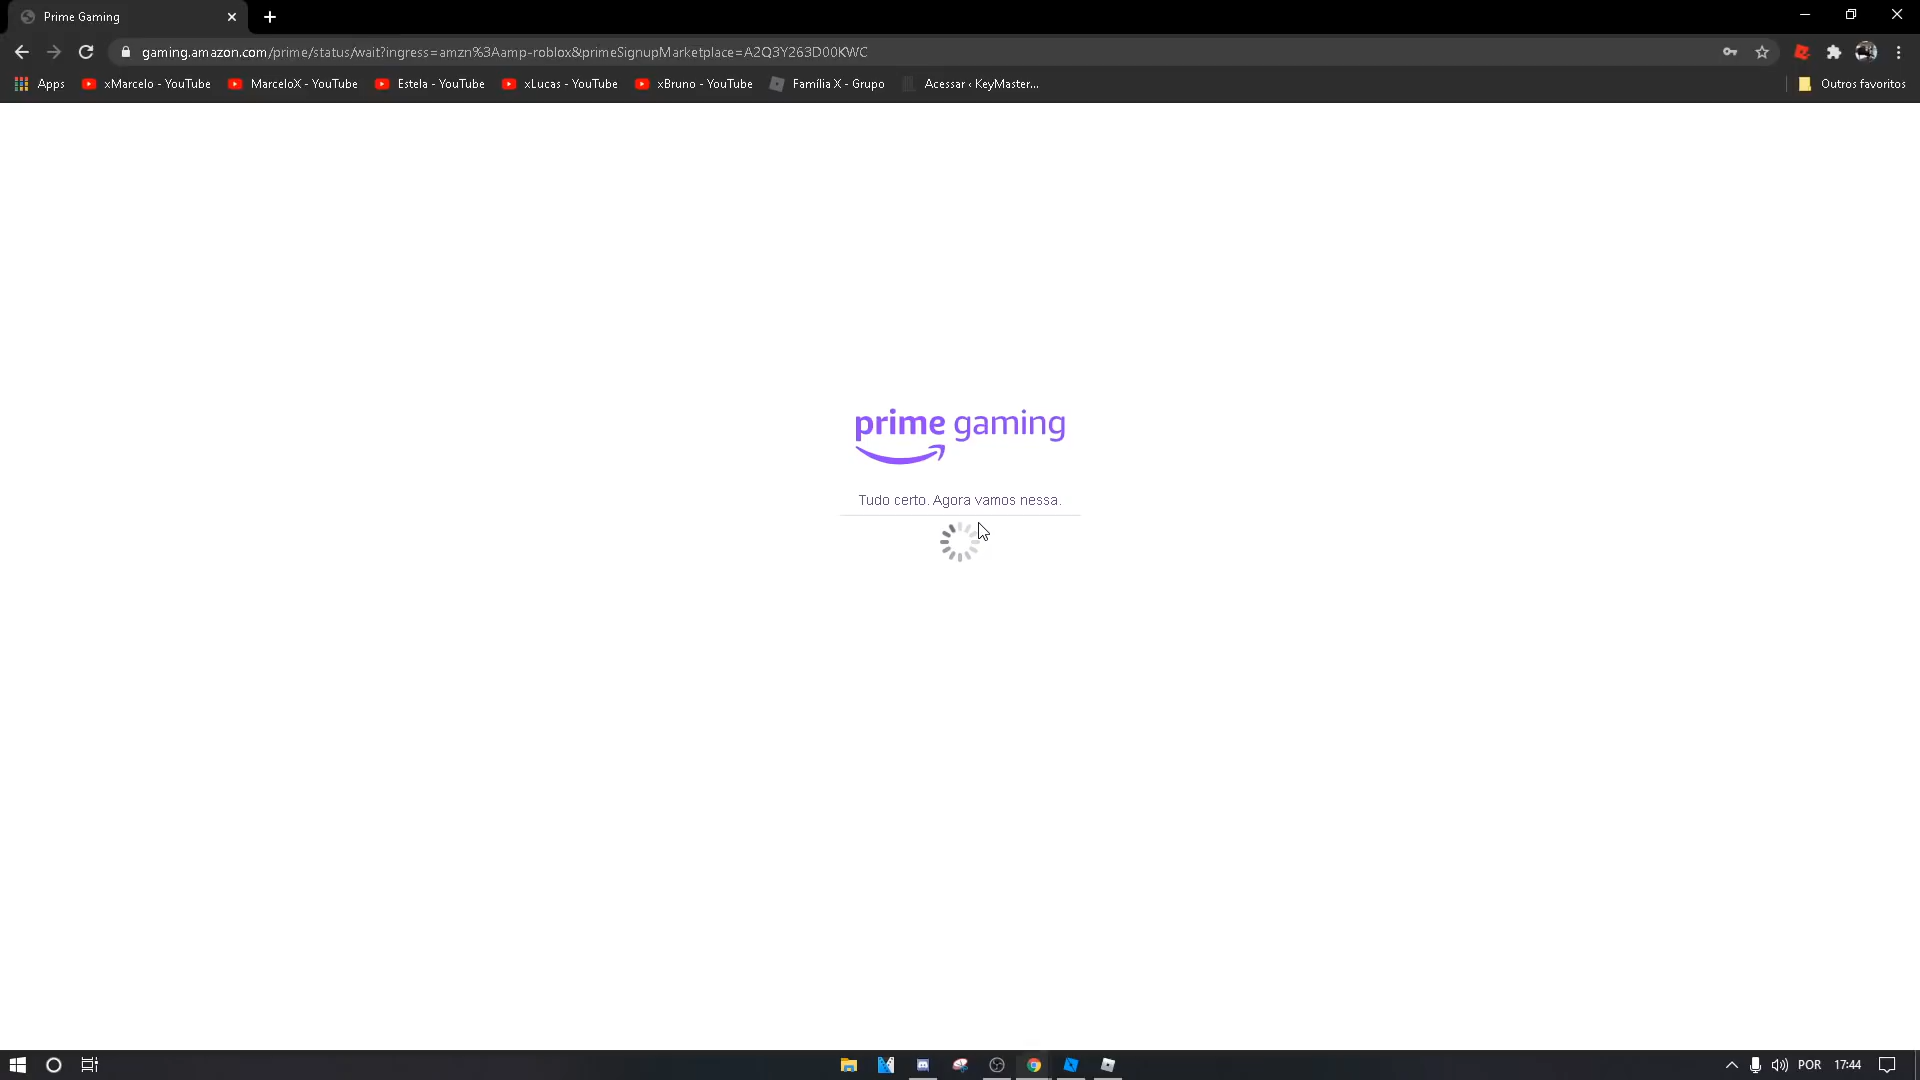 Prime Gaming
gaming.amazon.com/prime/status/wait?ingress=amzn%3Aamp-roblox&primeSignupMarketplace=A2Q3Y263D00KWC
Apps xMarcelo - YouTube MarceloX - YouTube Estela - YouTube xLucas - YouTube xBruno - YouTube Família X - Grupo Acessar ‹ KeyMaster... Outros favoritos
prime gaming
Tudo certo. Agora vamos nessa.
POR 17:44